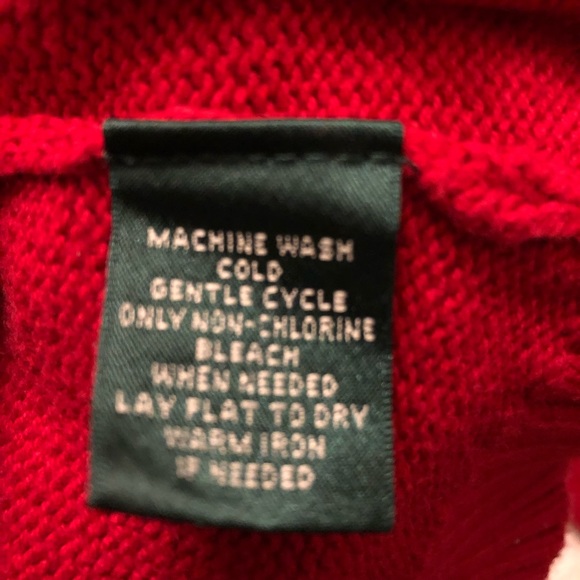 MACHINE WASH
COLD
GENTLE CYCLE
ONLY NON-CHLORINE
BLEACH
WHEN NEEDED
LAY FLAT TO DRY
WARM IRON
IF NEEDED